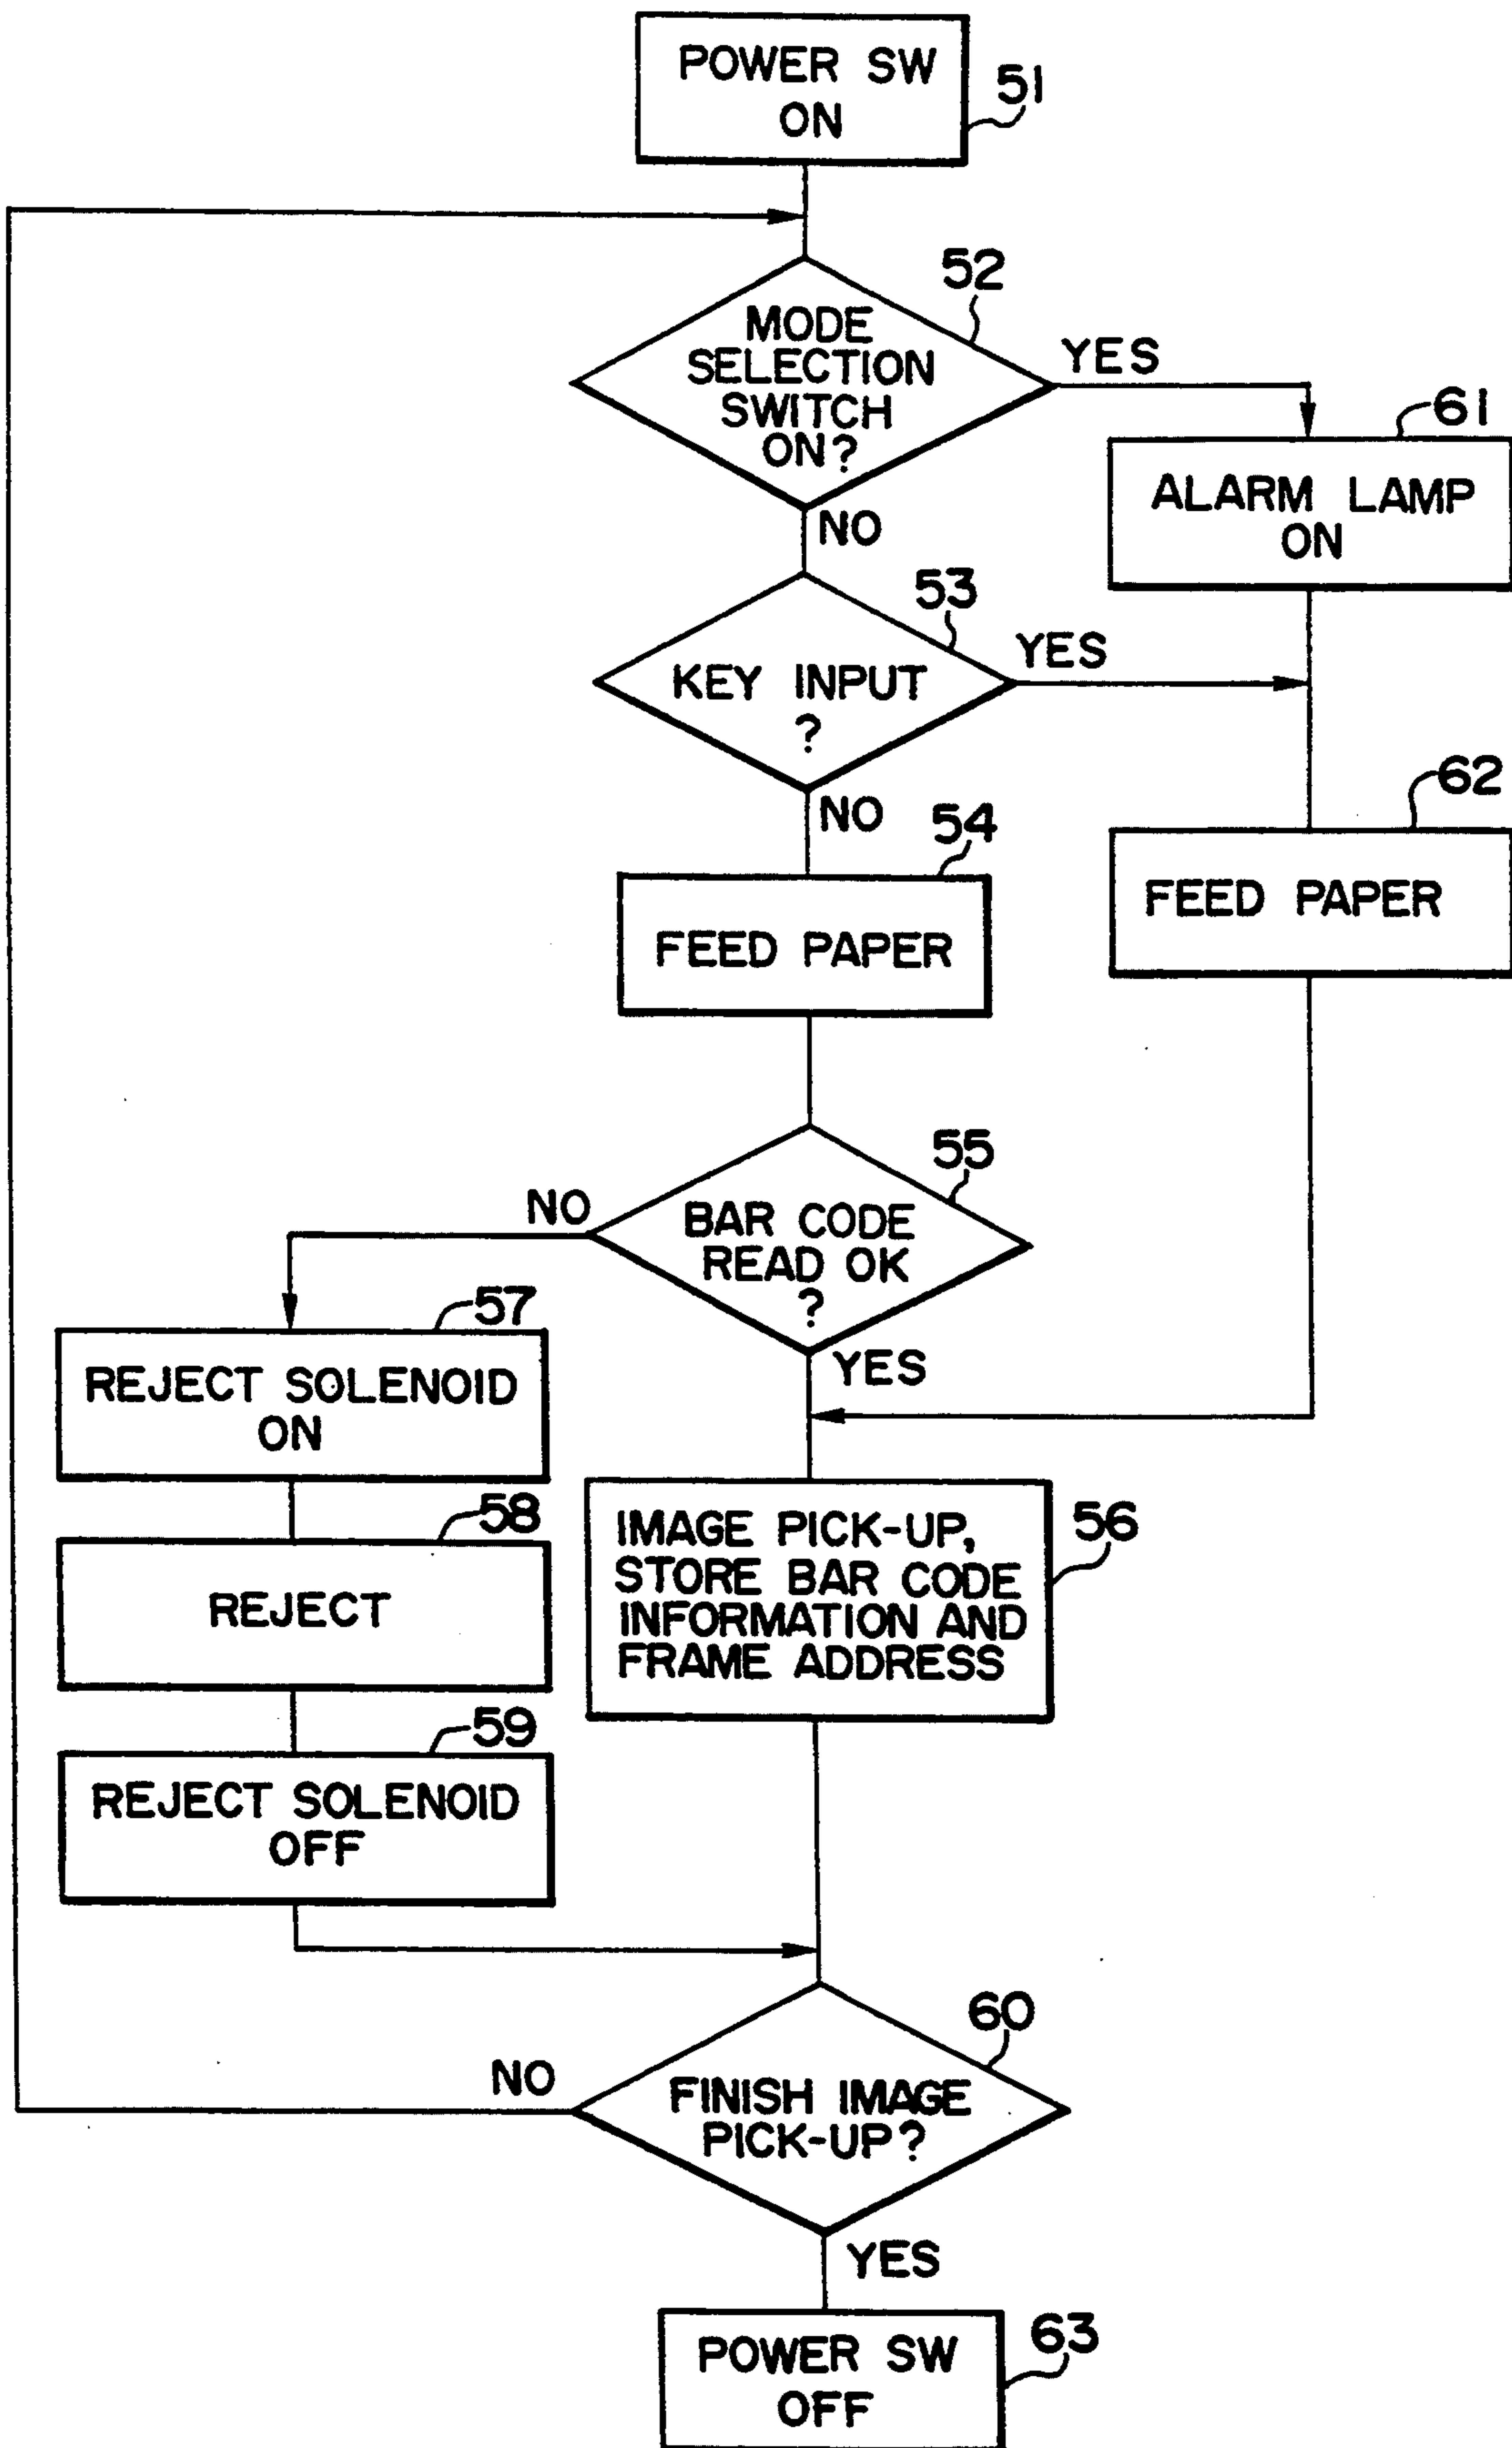 POWER SW
ON
51
52
MODE
SELECTION
SWITCH
ON?
YES
NO
61
ALARM LAMP
ON
53
KEY INPUT
?
YES
NO
62
FEED PAPER
54
FEED PAPER
55
BAR CODE
READ OK
?
NO
YES
57
REJECT SOLENOID
ON
58
REJECT
56
IMAGE PICK-UP,
STORE BAR CODE
INFORMATION AND
FRAME ADDRESS
59
REJECT SOLENOID
OFF
60
FINISH IMAGE
PICK-UP?
NO
YES
63
POWER SW
OFF